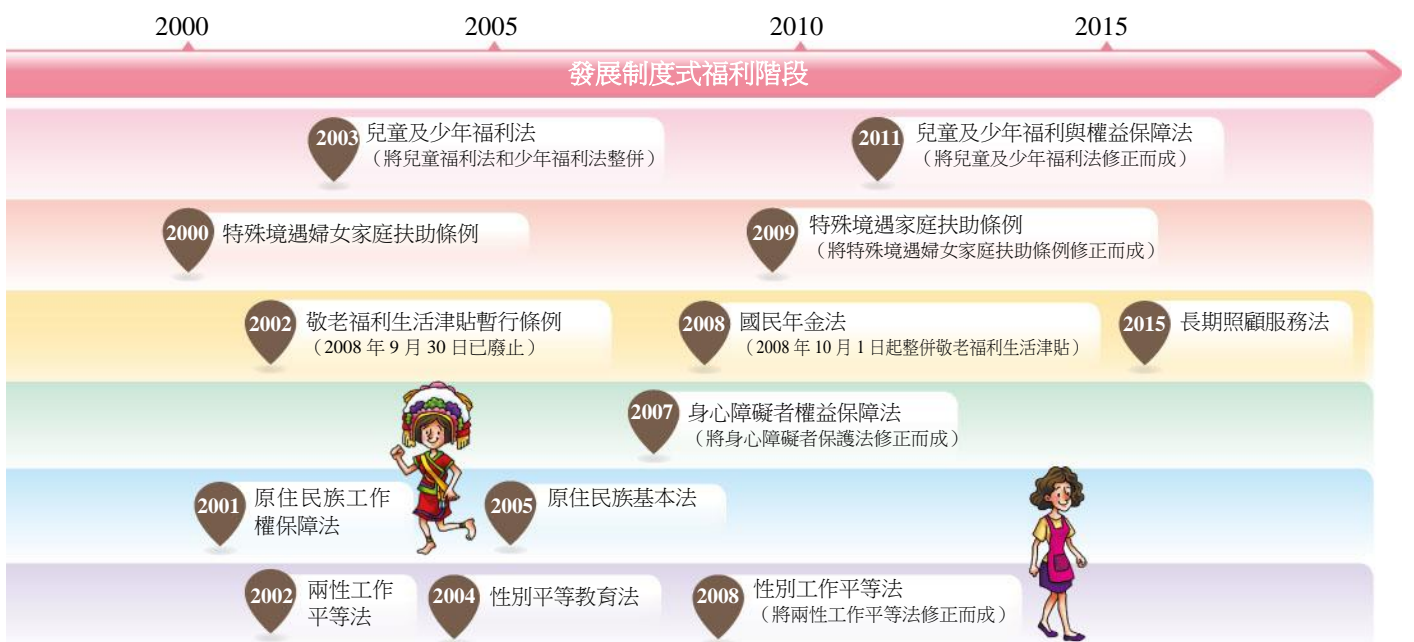 2000
2005
2010
2015
發展制度式福利階段
2003
兒童及少年福利法
（將兒童福利法和少年福利法整併）
2011
兒童及少年福利與權益保障法
（將兒童及少年福利法修正而成）
2000
特殊境遇婦女家庭扶助條例
2009
特殊境遇家庭扶助條例
（將特殊境遇婦女家庭扶助條例修正而成）
2002
敬老福利生活津貼暫行條例
（2008 年 9 月 30 日已廢止）
2008
國民年金法
（2008 年 10 月 1 日起整併敬老福利生活津貼）
2015
長期照顧服務法
2007
身心障礙者權益保障法
（將身心障礙者保護法修正而成）
2001
原住民族工作
權保障法
2005
原住民族基本法
2002
兩性工作
平等法
2004
性別平等教育法
2008
性別工作平等法
（將兩性工作平等法修正而成）